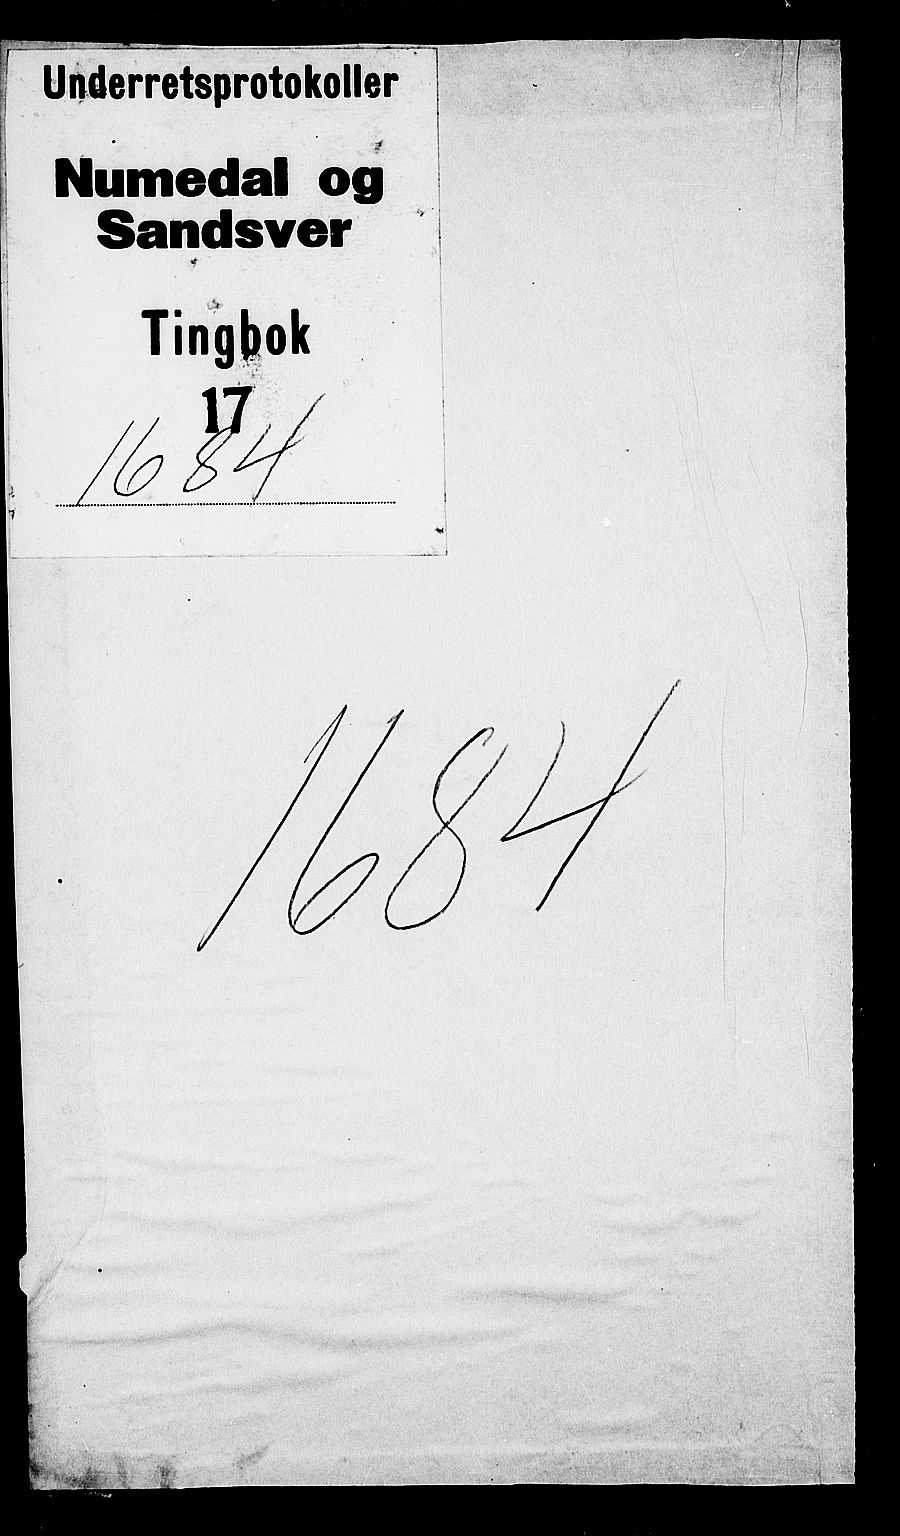 Underretsprotokoller
Numedal og
Sandsver
Tingbok
17
1684
1684